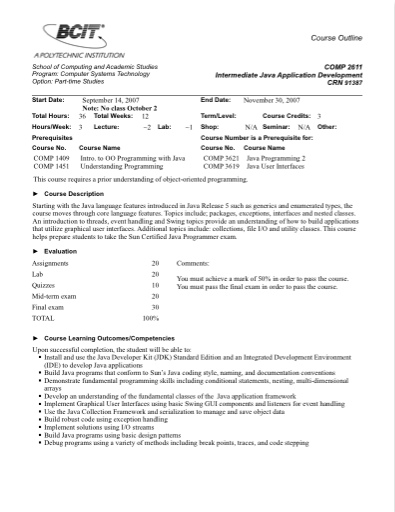 BCIT
Course Outline
A POLYTECHNIC INSTITUTION
School of Computing and Academic Studies
Program: Computer Systems Technology
Option: Part-time Studies
COMP 2611
Intermediate Java Application Development
CRN 91387
Start Date: September 14, 2007 End Date: November 30, 2007
Note: No class October 2
Total Hours: 36 Total Weeks: 12 Term/Level: Course Credits: 3
Hours/Week: 3 Lecture: ~2 Lab: ~1 Shop: N/A Seminar: N/A Other:
Prerequisites Course Number is a Prerequisite for:
Course No. Course Name Course No. Course Name
COMP 1409 Intro. to OO Programming with Java COMP 3621 Java Programming 2
COMP 1451 Understanding Programming COMP 3619 Java User Interfaces
This course requires a prior understanding of object-oriented programming.
► Course Description
Starting with the Java language features introduced in Java Release 5 such as generics and enumerated types, the
course moves through core language features. Topics include; packages, exceptions, interfaces and nested classes.
An introduction to threads, event handling and Swing topics provide an understanding of how to build applications
that utilize graphical user interfaces. Additional topics include: collections, file I/O and utility classes. This course
helps prepare students to take the Sun Certified Java Programmer exam.
► Evaluation
Assignments 20 Comments:
Lab 20
You must achieve a mark of 50% in order to pass the course.
Quizzes 10
You must pass the final exam in order to pass the course.
Mid-term exam 20
Final exam 30
TOTAL 100%
► Course Learning Outcomes/Competencies
Upon successful completion, the student will be able to:
• Install and use the Java Developer Kit (JDK) Standard Edition and an Integrated Development Environment
(IDE) to develop Java applications
• Build Java programs that conform to Sun's Java coding style, naming, and documentation conventions
• Demonstrate fundamental programming skills including conditional statements, nesting, multi-dimensional
arrays
• Develop an understanding of the fundamental classes of the Java application framework
• Implement Graphical User Interfaces using basic Swing GUI components and listeners for event handling
• Use the Java Collection Framework and serialization to manage and save object data
• Build robust code using exception handling
• Implement solutions using I/O streams
• Build Java programs using basic design patterns
• Debug programs using a variety of methods including break points, traces, and code stepping